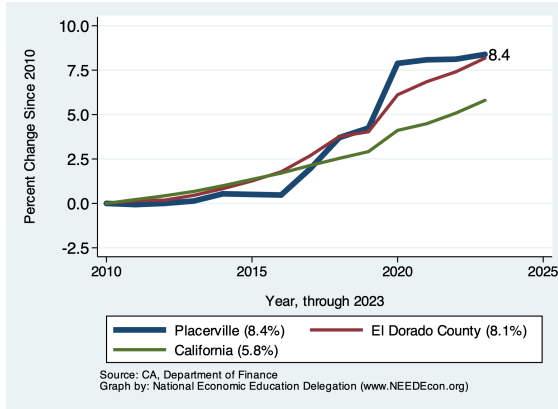 Percent Change Since 2010
10.0
7.5
5.0
2.5
0.0
-2.5
8.4
2010 2015 2020 2025
Year, through 2023
Placerville (8.4%) El Dorado County (8.1%)
California (5.8%)
Source: CA, Department of Finance
Graph by: National Economic Education Delegation (www.NEEDEcon.org)